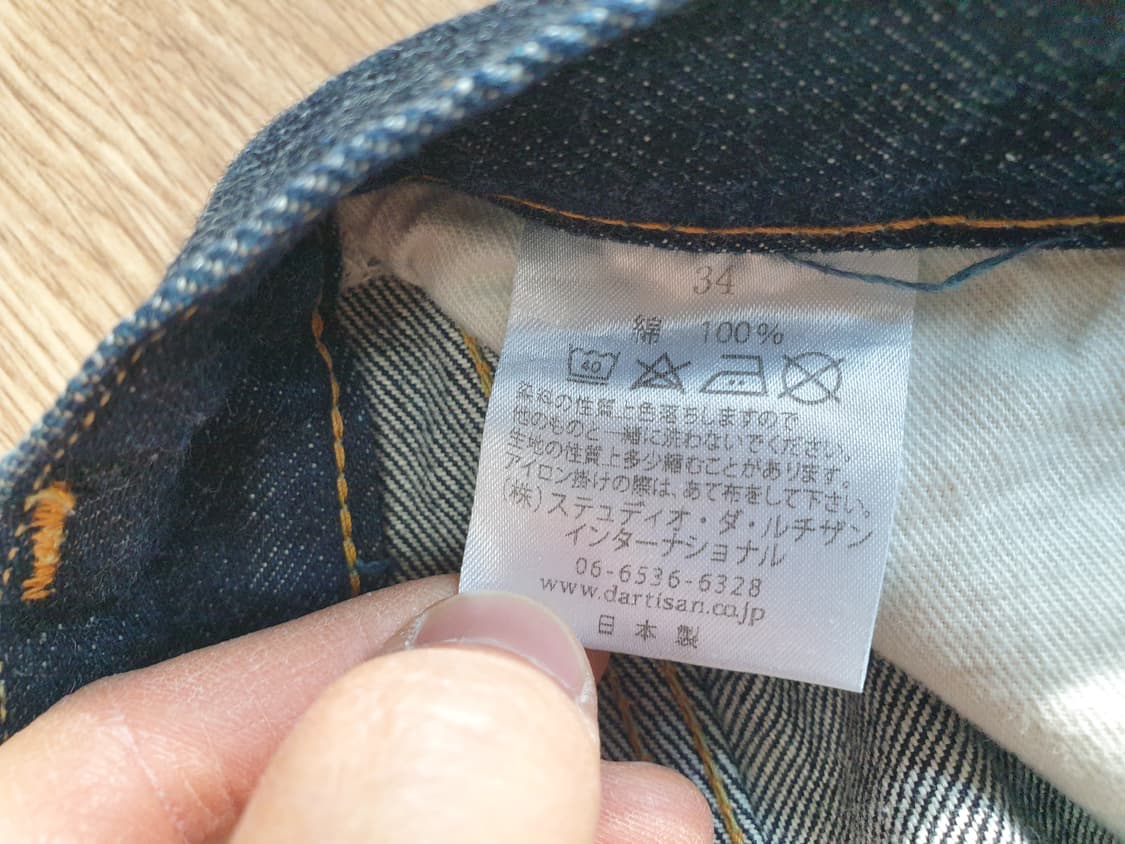 34
綿 100%
40
染料の性質上色落ちしますので
他のものと一緒に洗わないでください。
生地の性質上多少縮むことがあります。
アイロン掛けの際は、あて布をして下さい。
(株)ステュディオ・ダ・ルチザン
インターナショナル
06-6536-6328
www.dartisan.co.jp
日本製